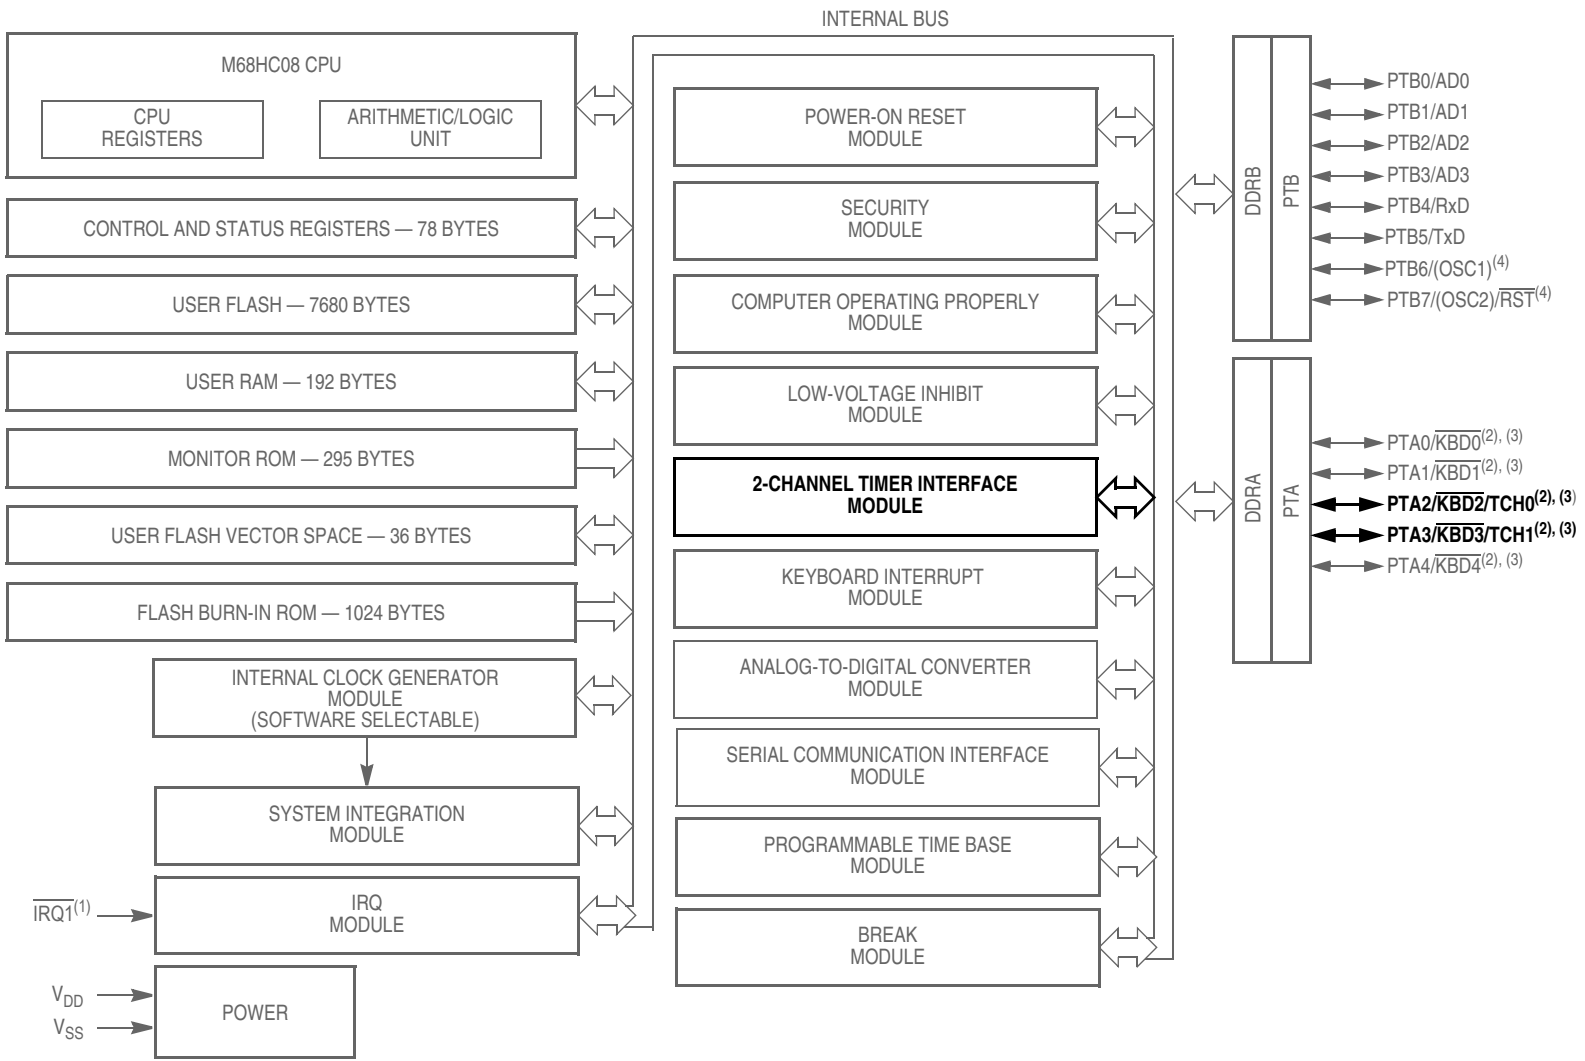 INTERNAL BUS
M68HC08 CPU
CPU
REGISTERS
ARITHMETIC/LOGIC
UNIT
CONTROL AND STATUS REGISTERS — 78 BYTES
USER FLASH — 7680 BYTES
USER RAM — 192 BYTES
MONITOR ROM — 295 BYTES
USER FLASH VECTOR SPACE — 36 BYTES
FLASH BURN-IN ROM — 1024 BYTES
INTERNAL CLOCK GENERATOR
MODULE
(SOFTWARE SELECTABLE)
SYSTEM INTEGRATION
MODULE
IRQ1(1)
IRQ
MODULE
VDD
VSS
POWER
POWER-ON RESET
MODULE
SECURITY
MODULE
COMPUTER OPERATING PROPERLY
MODULE
LOW-VOLTAGE INHIBIT
MODULE
2-CHANNEL TIMER INTERFACE
MODULE
KEYBOARD INTERRUPT
MODULE
ANALOG-TO-DIGITAL CONVERTER
MODULE
SERIAL COMMUNICATION INTERFACE
MODULE
PROGRAMMABLE TIME BASE
MODULE
BREAK
MODULE
DDRB
PTB
PTB0/AD0
PTB1/AD1
PTB2/AD2
PTB3/AD3
PTB4/RxD
PTB5/TxD
PTB6/(OSC1)(4)
PTB7/(OSC2)/RST(4)
DDRA
PTA
PTA0/KBD0(2), (3)
PTA1/KBD1(2), (3)
PTA2/KBD2/TCH0(2), (3)
PTA3/KBD3/TCH1(2), (3)
PTA4/KBD4(2), (3)